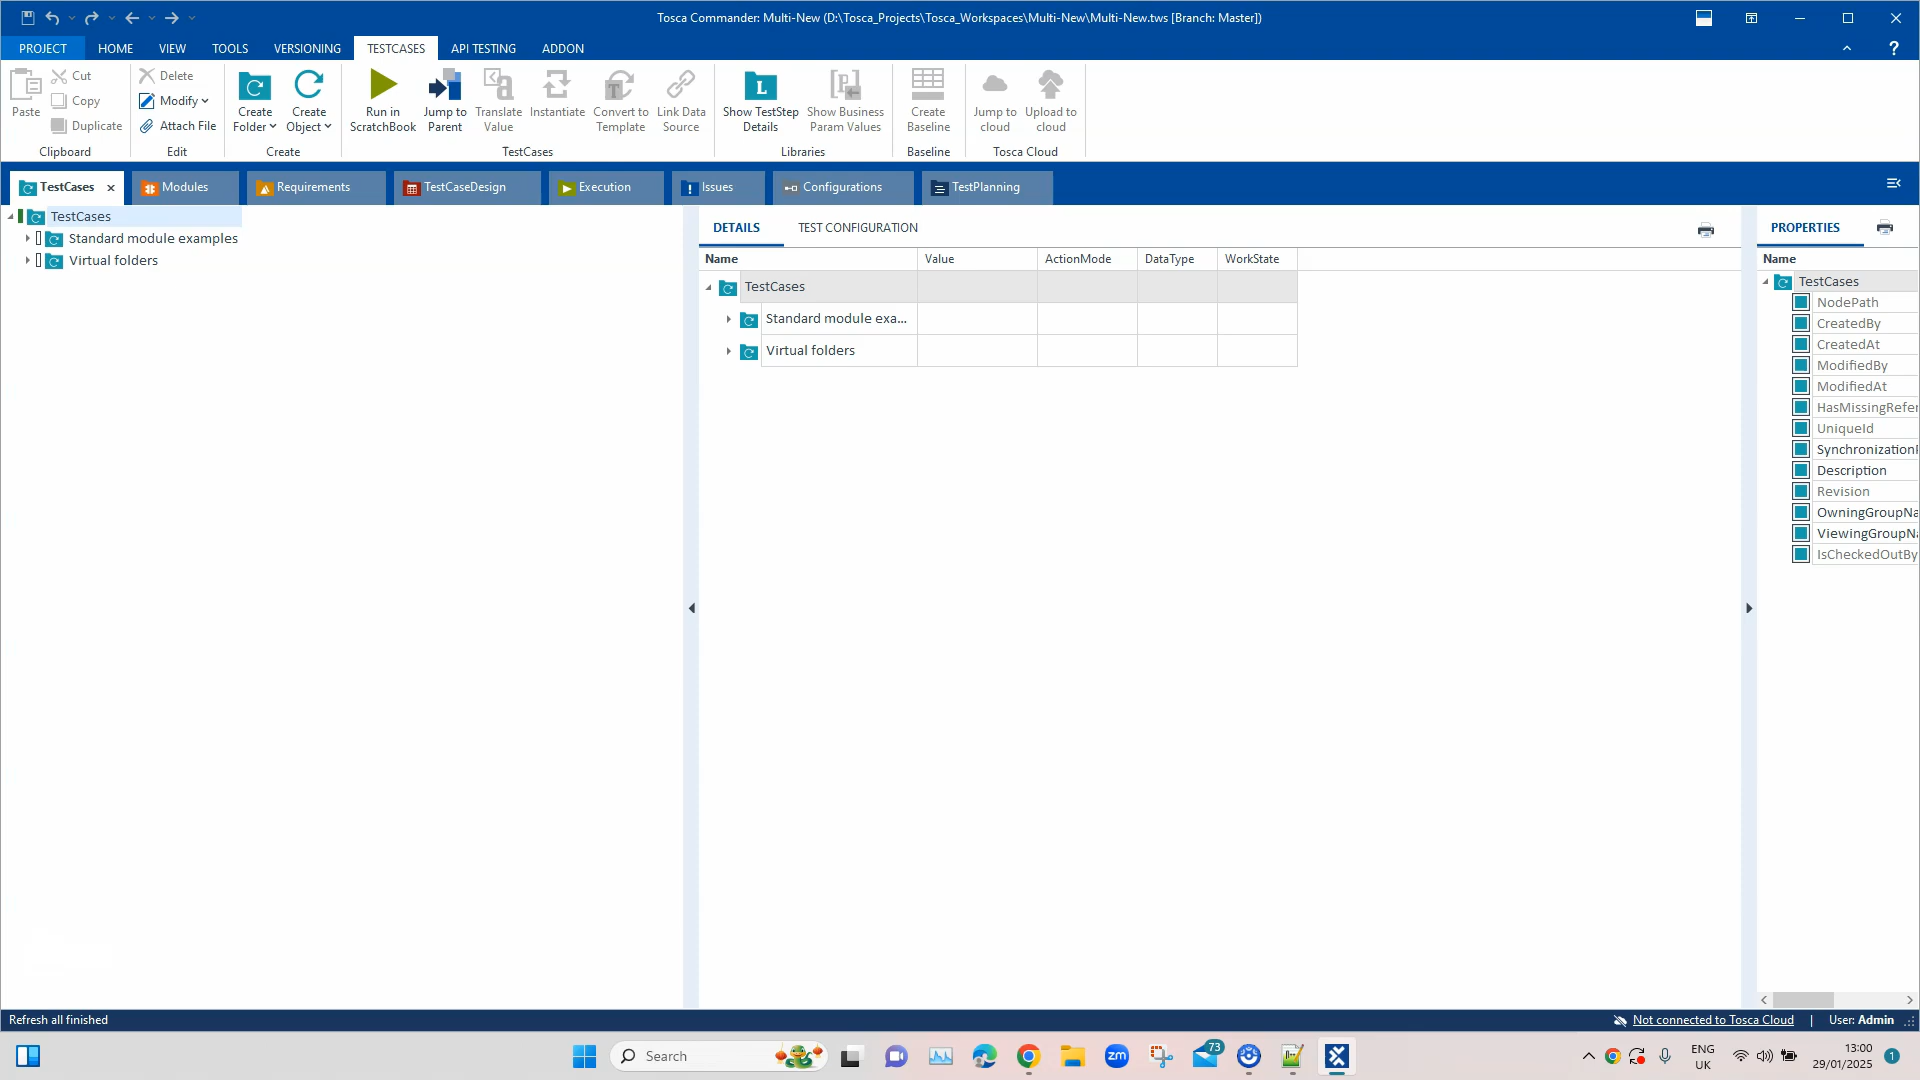 Tosca Commander: Multi-New (D:\Tosca_Projects\Tosca_Workspaces\Multi-New\Multi-New.tws [Branch: Master])
PROJECT HOME VIEW TOOLS VERSIONING TESTCASES API TESTING ADDON ?
Paste
Cut
Copy
Duplicate
Clipboard
Delete
Modify
Attach File
Edit
Create Folder
Create Object
Create
Run in ScratchBook
Jump to Parent
Translate Value
Instantiate
Convert to Template
Link Data Source
TestCases
Show TestStep Details
Show Business Param Values
Libraries
Create Baseline
Baseline
Jump to cloud
Upload to cloud
Tosca Cloud
TestCases Modules Requirements TestCaseDesign Execution Issues Configurations TestPlanning
TestCases
Standard module examples
Virtual folders
DETAILS TEST CONFIGURATION
Name Value ActionMode DataType WorkState
TestCases
Standard module exa...
Virtual folders
PROPERTIES
Name
TestCases
NodePath
CreatedBy
CreatedAt
ModifiedBy
ModifiedAt
HasMissingRefer
UniqueId
Synchronization
Description
Revision
OwningGroupNa
ViewingGroupNa
IsCheckedOutBy
Refresh all finished
Not connected to Tosca Cloud | User: Admin
Search
zm
73
ENG
UK
13:00
29/01/2025
1